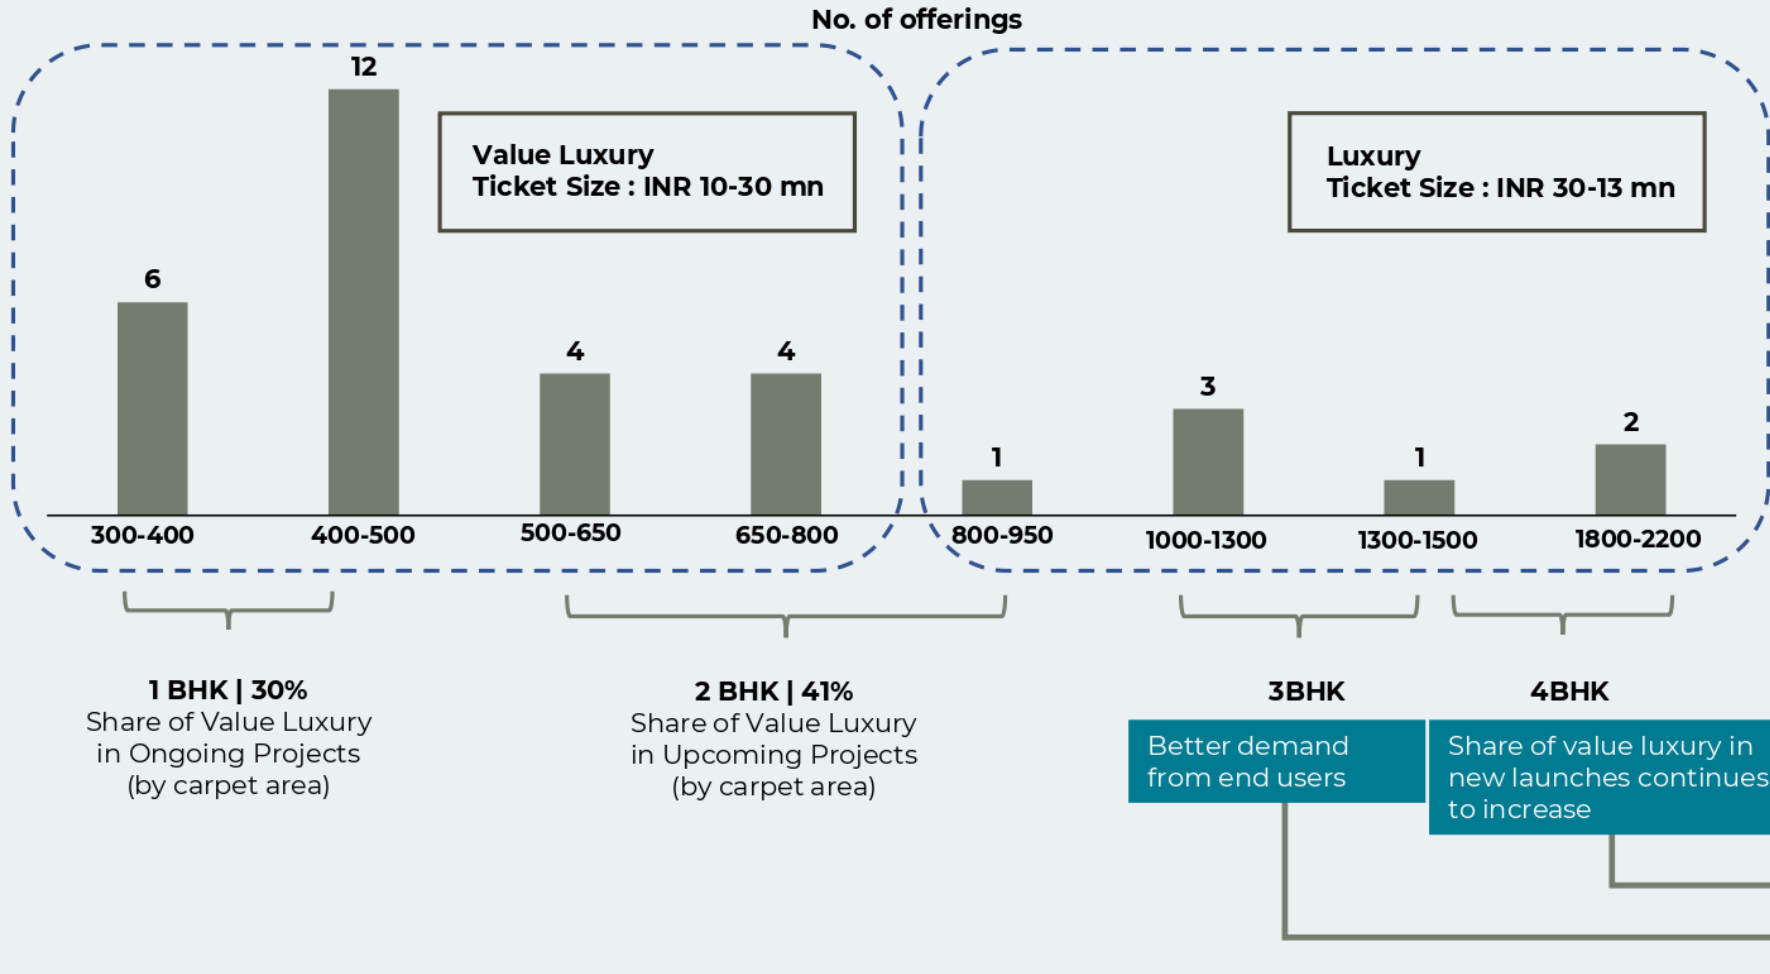 No. of offerings
12
6
4
4
1
3
1
2
Value Luxury
Ticket Size : INR 10-30 mn
Luxury
Ticket Size : INR 30-13 mn
300-400
400-500
500-650
650-800
800-950
1000-1300
1300-1500
1800-2200
1 BHK | 30%
Share of Value Luxury
in Ongoing Projects
(by carpet area)
2 BHK | 41%
Share of Value Luxury
in Upcoming Projects
(by carpet area)
3BHK
Better demand
from end users
4BHK
Share of value luxury in
new launches continues
to increase